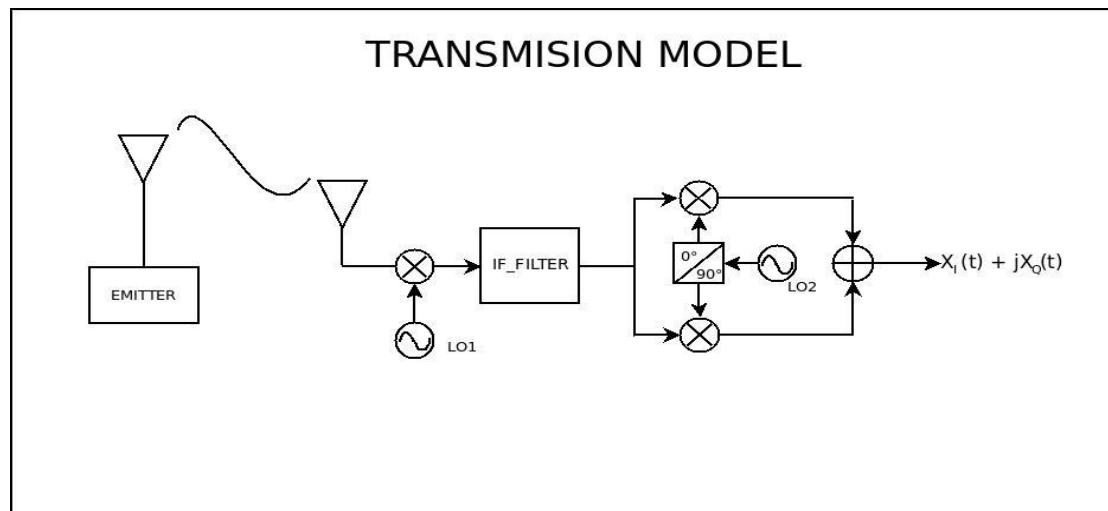 TRANSMISION MODEL
EMITTER
LO1
IF_FILTER
0°
90°
LO2
X_I(t) + jX_Q(t)